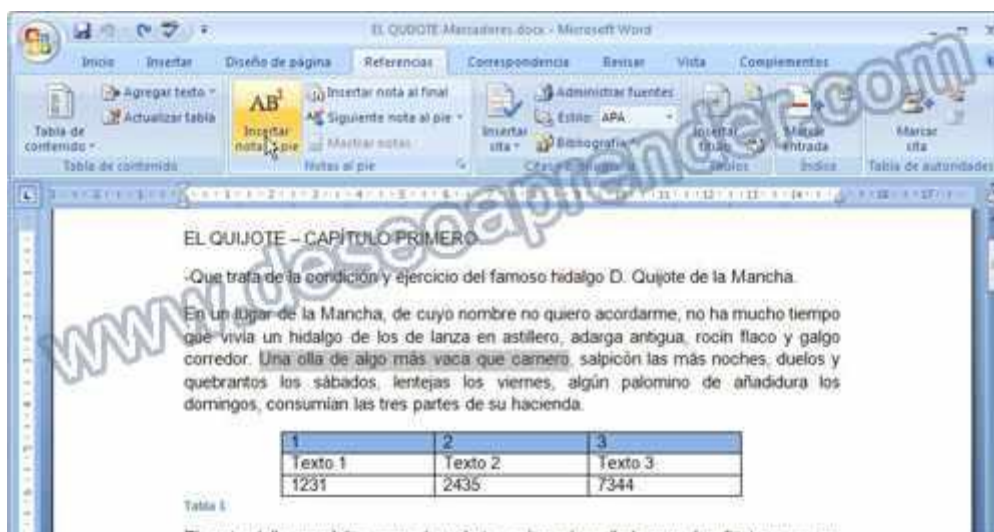 EL QUIJOTE Marcadores.docx - Microsoft Word
Inicio Insertar Diseño de página Referencias Correspondencia Revisar Vista Complementos
Tabla de contenido
Agregar texto
Actualizar tabla
Tabla de contenido
AB¹
Insertar nota al pie
Insertar nota al final
Siguiente nota al pie
Mostrar notas
Notas al pie
Insertar cita
Administrar fuentes
Estilo: APA
Bibliografía
Insertar título
Títulos
Marcar entrada
Índice
Marcar cita
Tabla de autoridades
www.deseoaprender.com
EL QUIJOTE – CAPÍTULO PRIMERO
-Que trata de la condición y ejercicio del famoso hidalgo D. Quijote de la Mancha.
En un lugar de la Mancha, de cuyo nombre no quiero acordarme, no ha mucho tiempo
que vivía un hidalgo de los de lanza en astillero, adarga antigua, rocín flaco y galgo
corredor. Una olla de algo más vaca que carnero, salpicón las más noches, duelos y
quebrantos los sábados, lentejas los viernes, algún palomino de añadidura los
domingos, consumían las tres partes de su hacienda.
1 2 3
Texto 1 Texto 2 Texto 3
1231 2435 7344
Tabla 1